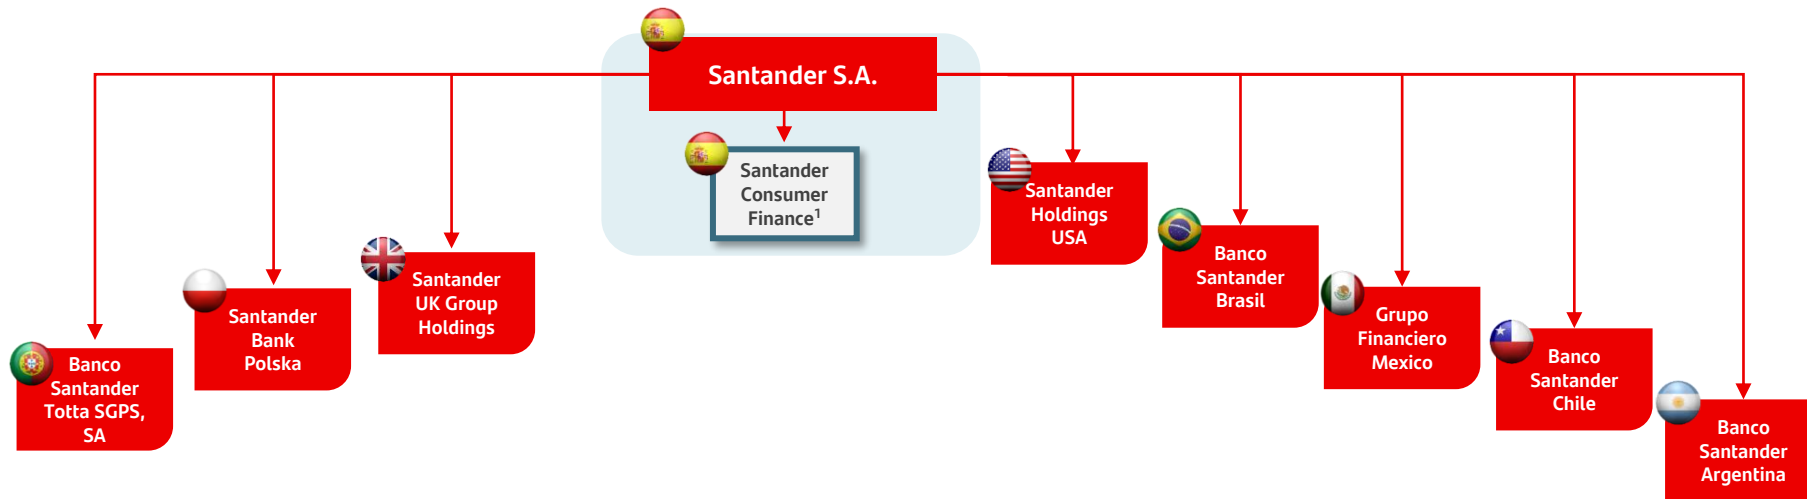 Santander S.A.
Santander
Consumer
Finance¹
Santander
Holdings
USA
Banco
Santander
Brasil
Grupo
Financiero
Mexico
Banco
Santander
Chile
Banco
Santander
Argentina
Santander
UK Group
Holdings
Santander
Bank
Polska
Banco
Santander
Totta SGPS,
SA